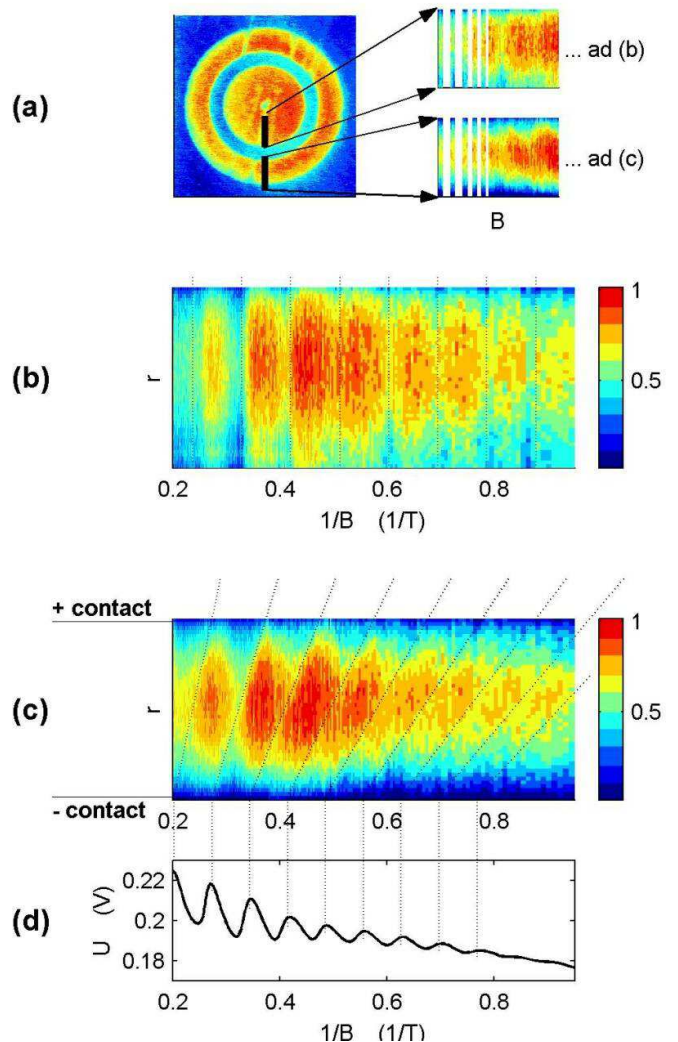 (a)
... ad (b)
... ad (c)
B
(b)
r
1
0.5
0.2 0.4 0.6 0.8
1/B (1/T)
+ contact
(c)
r
1
0.5
- contact
0.2 0.4 0.6 0.8
(d)
U (V)
0.22
0.2
0.18
0.2 0.4 0.6 0.8
1/B (1/T)